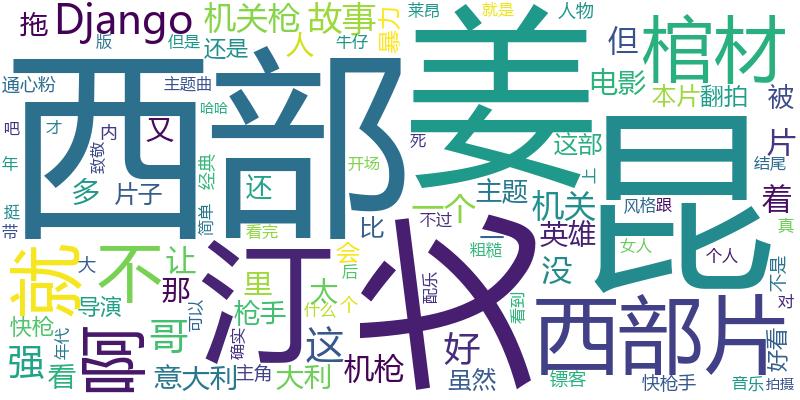 拖
Django
机关枪
故事
暴力
莱昂
就是
人物
版
但是
还是
人
牛仔
姜
但
棺材
西部
通心粉
主题曲
哈哈
电影
本片
翻拍
被
吧
才
内
又
致敬
经典
还
开场
死
这部
昆
片
年
多
片子
简单
一个
主题
上
机关
结尾
着
挺
带
看完
比
不过
一
英雄
风格
跟
女人
个人
真
就
大
不
让
那
里
汀
会
后
太
个
什么
这
火
配乐
粗糙
看到
没
西部片
不是
对
导演
可以
枪手
快枪
年代
啊
哥
确实
机枪
好
强
看
意大利
主角
大利
虽然
镖客
快枪手
音乐
拍摄
好看